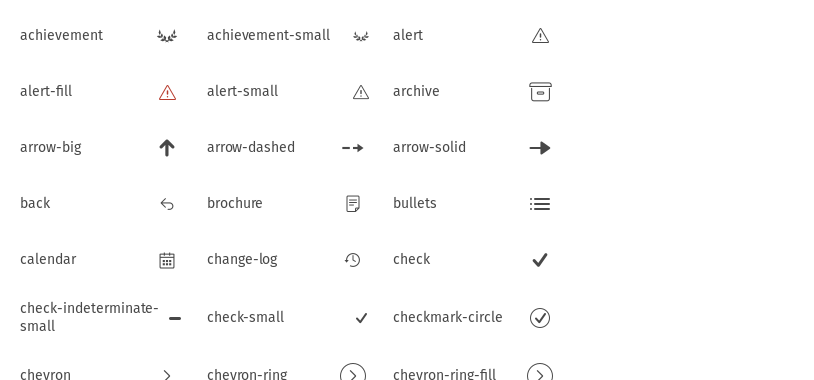 achievement
achievement-small
alert
alert-fill
alert-small
archive
arrow-big
arrow-dashed
arrow-solid
back
brochure
bullets
calendar
change-log
check
check-indeterminate-
small
check-small
checkmark-circle
chevron
chevron-ring
chevron-ring-fill